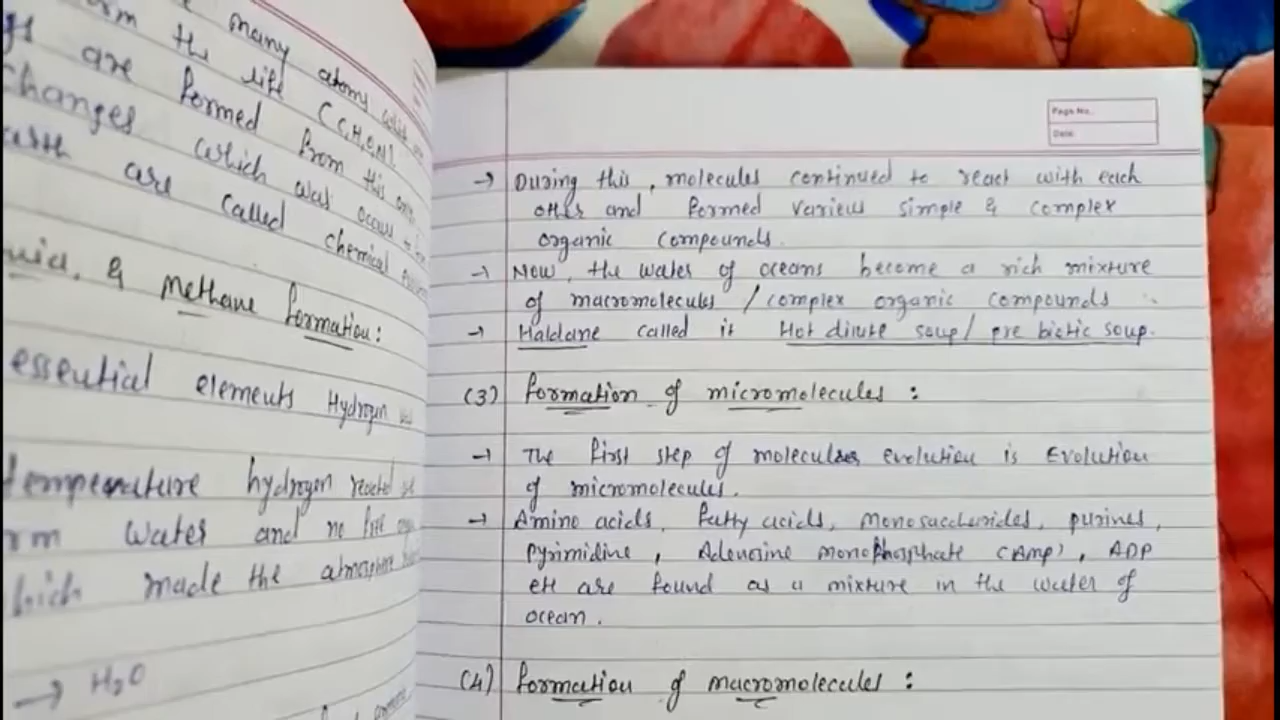 many atoms
the life (C,H,O,N).
are formed from this
changes which was occurs
are called chemical
& Methane formation:
essential elements Hydrogen
temperature hydrogen reacted
water and no free
made the atmosphere
→ H2O
Page No.
Date
→ During this, molecules continued to react with each
other and formed various simple & complex
organic compounds.
→ Now, the water of oceans become a rich mixture
of macromolecules / complex organic compounds
→ Haldane called it Hot dilute soup / pre biotic soup.
(3) formation of micromolecules :
→ The first step of molecular evolution is Evolution
of micromolecules.
→ Amino acids, fatty acids, monosaccharides, purines,
pyrimidine, Adenosine monophosphate (AMP), ADP
etc are found as a mixture in the water of
ocean.
(4) formation of macromolecules :